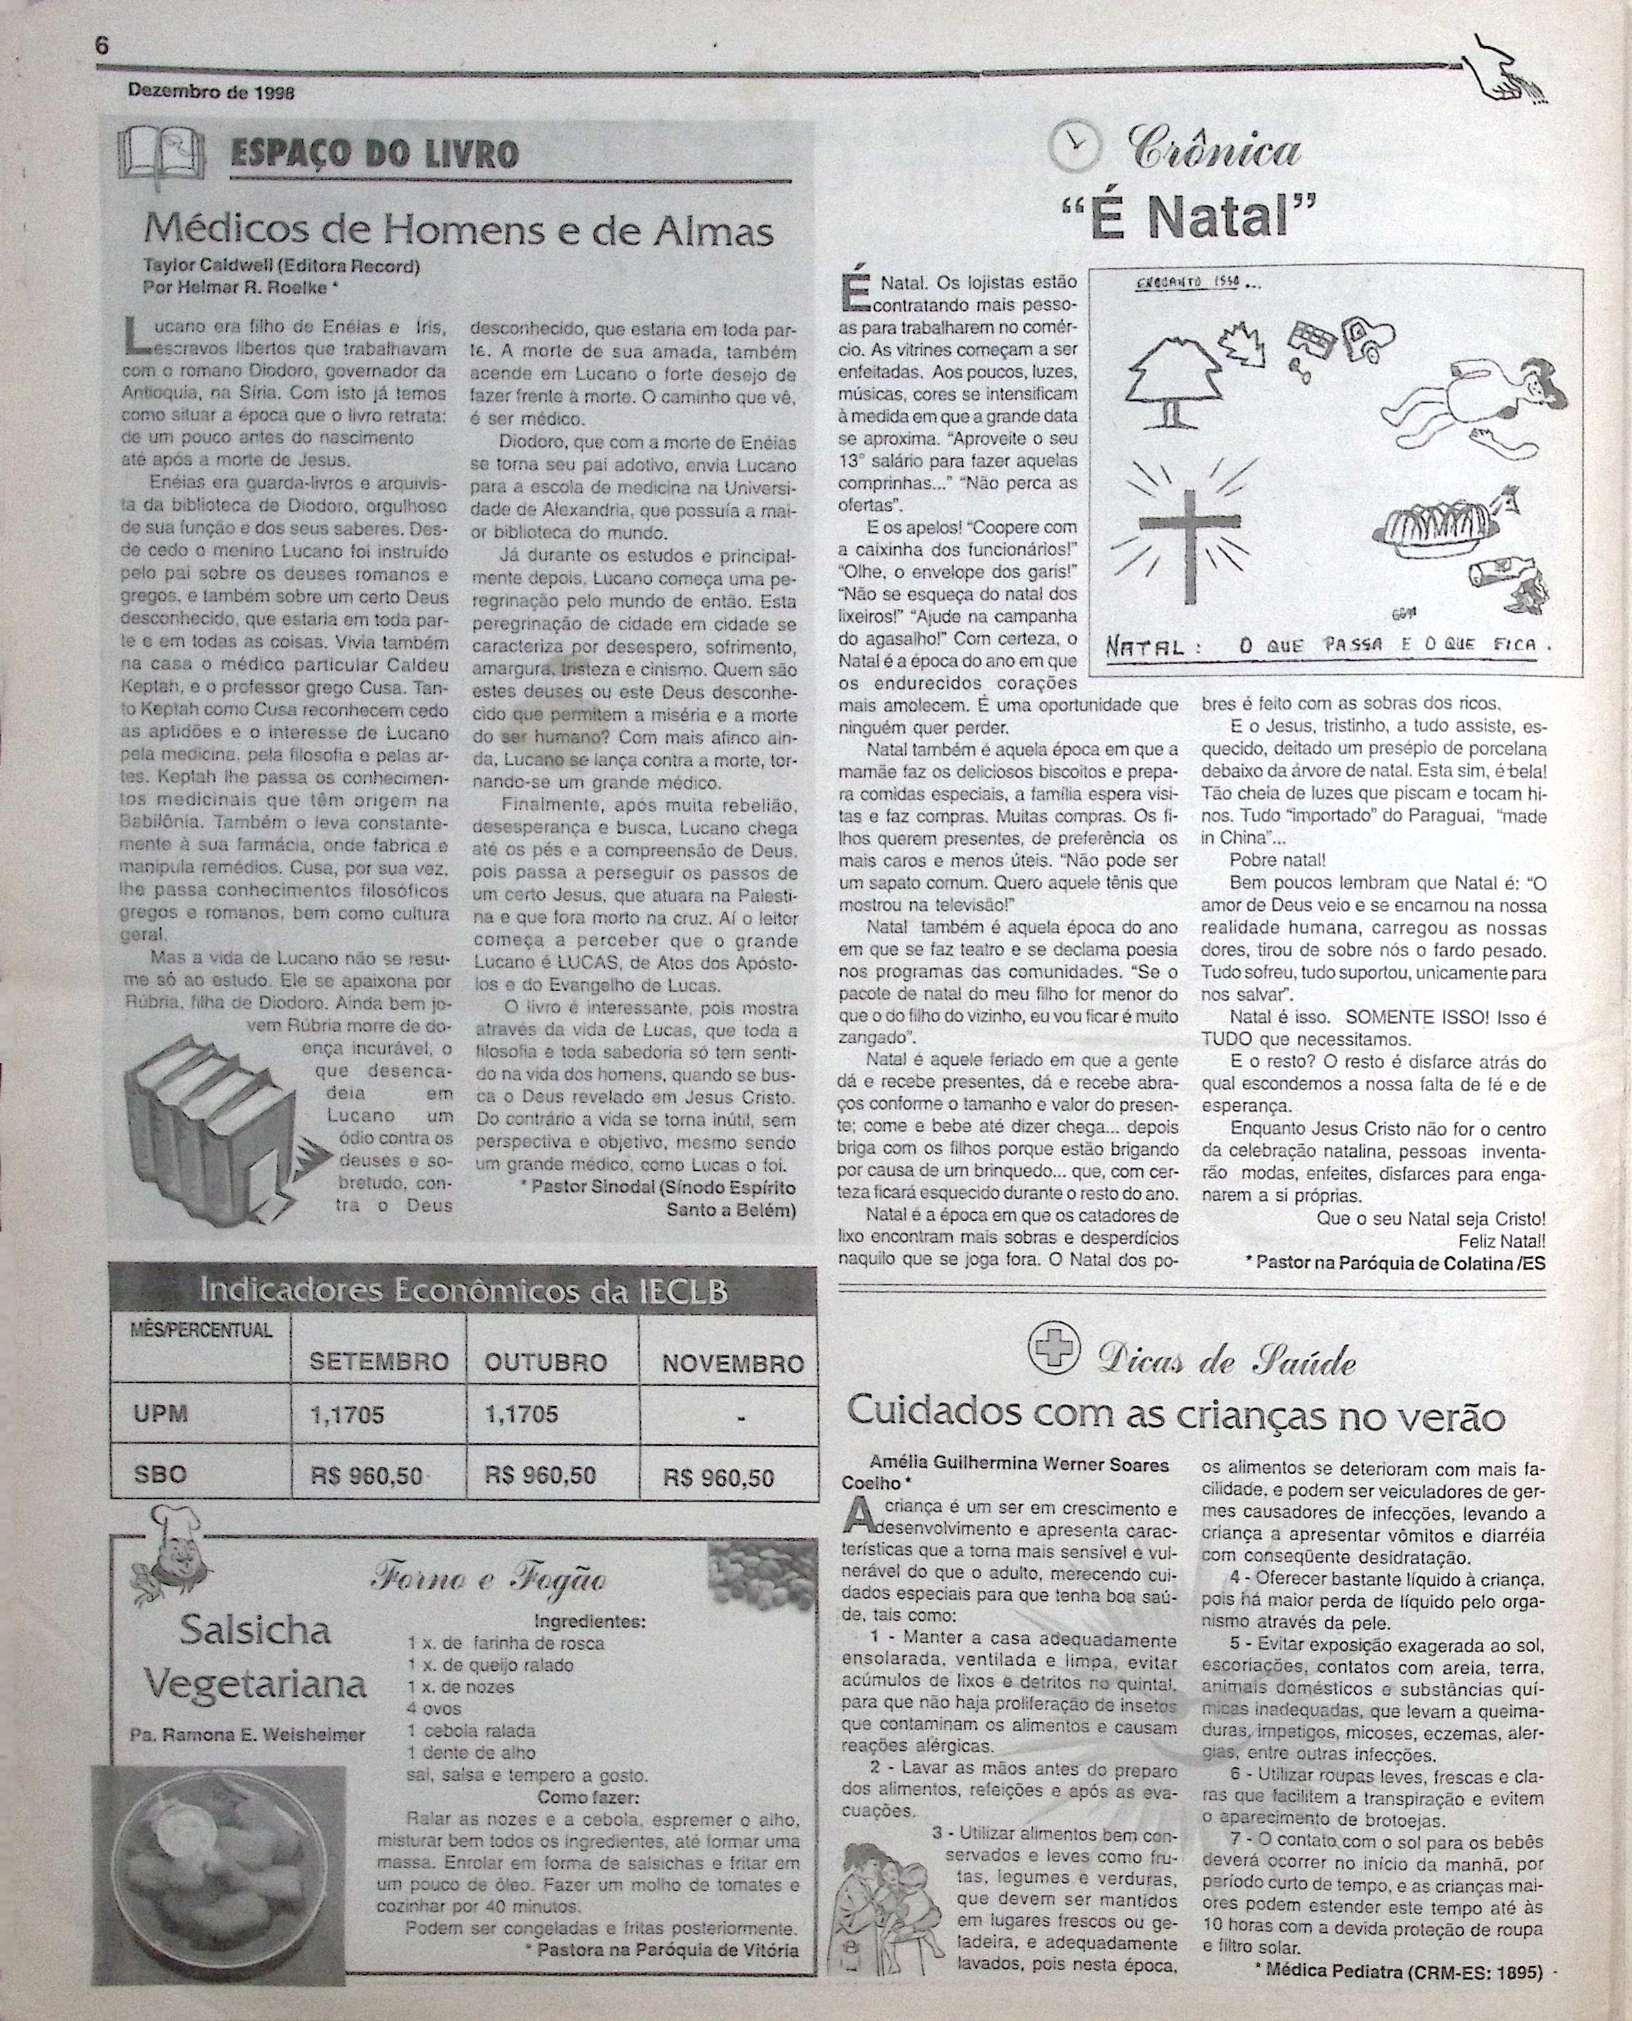 6
Dezembro de 1998
ESPAÇO DO LIVRO
Médicos de Homens e de Almas
Taylor Caldwell (Editora Record)
Por Helmar R. Roelke *
Lucano era filho de Enéias e Íris,
escravos libertos que trabalhavam
com o romano Diodoro, governador da
Antioquia, na Síria. Com isto já temos
como situar a época que o livro retrata:
de um pouco antes do nascimento
até após a morte de Jesus.
Enéias era guarda-livros e arquivis-
ta da biblioteca de Diodoro, orgulhoso
de sua função e dos seus saberes. Des-
de cedo o menino Lucano foi instruído
pelo pai sobre os deuses romanos e
gregos, e também sobre um certo Deus
desconhecido, que estaria em toda par-
te e em todas as coisas. Vivia também
na casa o médico particular Caldeu
Keptah, e o professor grego Cusa. Tan-
to Keptah como Cusa reconhecem cedo
as aptidões e o interesse de Lucano
pela medicina, pela filosofia e pelas ar-
tes. Keptah lhe passa os conhecimen-
tos medicinais que têm origem na
Babilônia. Também o leva constante-
mente à sua farmácia, onde fabrica e
manipula remédios. Cusa, por sua vez,
lhe passa conhecimentos filosóficos
gregos e romanos, bem como cultura
geral.
Mas a vida de Lucano não se resu-
me só ao estudo. Ele se apaixona por
Rúbria, filha de Diodoro. Ainda bem jo-
vem Rúbria morre de do-
ença incurável, o
que desenca-
deia em
Lucano um
ódio contra os
deuses e so-
bretudo, con-
tra o Deus
desconhecido, que estaria em toda par-
te. A morte de sua amada, também
acende em Lucano o forte desejo de
fazer frente à morte. O caminho que vê,
é ser médico.
Diodoro, que com a morte de Enéias
se torna seu pai adotivo, envia Lucano
para a escola de medicina na Universi-
dade de Alexandria, que possuía a mai-
or biblioteca do mundo.
Já durante os estudos e principal-
mente depois, Lucano começa uma pe-
regrinação pelo mundo de então. Esta
peregrinação de cidade em cidade se
caracteriza por desespero, sofrimento,
amargura, tristeza e cinismo. Quem são
estes deuses ou este Deus desconhe-
cido que permitem a miséria e a morte
do ser humano? Com mais afinco ain-
da, Lucano se lança contra a morte, tor-
nando-se um grande médico.
Finalmente, após muita rebelião,
desesperança e busca, Lucano chega
até os pés e a compreensão de Deus,
pois passa a perseguir os passos de
um certo Jesus, que atuara na Palesti-
na e que fora morto na cruz. Aí o leitor
começa a perceber que o grande
Lucano é LUCAS, de Atos dos Apósto-
los e do Evangelho de Lucas.
O livro é interessante, pois mostra
através da vida de Lucas, que toda a
filosofia e toda sabedoria só tem senti-
do na vida dos homens, quando se bus-
ca o Deus revelado em Jesus Cristo.
Do contrário a vida se torna inútil, sem
perspectiva e objetivo, mesmo sendo
um grande médico, como Lucas o foi.
* Pastor Sinodal (Sínodo Espírito
Santo a Belém)
Indicadores Econômicos da IECLB
MÊS/PERCENTUAL
SETEMBRO OUTUBRO NOVEMBRO
UPM 1,1705 1,1705 -
SBO R$ 960,50 R$ 960,50 R$ 960,50
Forno e Fogão
Salsicha
Vegetariana
Pa. Ramona E. Weisheimer
Ingredientes:
1 x. de farinha de rosca
1 x. de queijo ralado
1 x. de nozes
4 ovos
1 cebola ralada
1 dente de alho
sal, salsa e tempero a gosto.
Como fazer:
Ralar as nozes e a cebola, espremer o alho,
misturar bem todos os ingredientes, até formar uma
massa. Enrolar em forma de salsichas e fritar em
um pouco de óleo. Fazer um molho de tomates e
cozinhar por 40 minutos.
Podem ser congeladas e fritas posteriormente.
* Pastora na Paróquia de Vitória
Crônica
“É Natal”
É Natal. Os lojistas estão
contratando mais pesso-
as para trabalharem no comér-
cio. As vitrines começam a ser
enfeitadas. Aos poucos, luzes,
músicas, cores se intensificam
à medida em que a grande data
se aproxima. “Aproveite o seu
13° salário para fazer aquelas
comprinhas...” “Não perca as
ofertas”.
E os apelos! “Coopere com
a caixinha dos funcionários!”
“Olhe, o envelope dos garis!”
“Não se esqueça do natal dos
lixeiros!” “Ajude na campanha
do agasalho!” Com certeza, o
Natal é a época do ano em que
os endurecidos corações
mais amolecem. É uma oportunidade que
ninguém quer perder.
Natal também é aquela época em que a
mamãe faz os deliciosos biscoitos e prepa-
ra comidas especiais, a família espera visi-
tas e faz compras. Muitas compras. Os fi-
lhos querem presentes, de preferência os
mais caros e menos úteis. “Não pode ser
um sapato comum. Quero aquele tênis que
mostrou na televisão!”
Natal também é aquela época do ano
em que se faz teatro e se declama poesia
nos programas das comunidades. “Se o
pacote de natal do meu filho for menor do
que o do filho do vizinho, eu vou ficar é muito
zangado”.
Natal é aquele feriado em que a gente
dá e recebe presentes, dá e recebe abra-
ços conforme o tamanho e valor do presen-
te; come e bebe até dizer chega... depois
briga com os filhos porque estão brigando
por causa de um brinquedo... que, com cer-
teza ficará esquecido durante o resto do ano.
Natal é a época em que os catadores de
lixo encontram mais sobras e desperdícios
naquilo que se joga fora. O Natal dos po-
ENQUANTO ISSO...
NATAL: O QUE PASSA E O QUE FICA.
bres é feito com as sobras dos ricos.
E o Jesus, tristinho, a tudo assiste, es-
quecido, deitado um presépio de porcelana
debaixo da árvore de natal. Esta sim, é bela!
Tão cheia de luzes que piscam e tocam hi-
nos. Tudo “importado” do Paraguai, “made
in China”...
Pobre natal!
Bem poucos lembram que Natal é: “O
amor de Deus veio e se encarnou na nossa
realidade humana, carregou as nossas
dores, tirou de sobre nós o fardo pesado.
Tudo sofreu, tudo suportou, unicamente para
nos salvar”.
Natal é isso. SOMENTE ISSO! Isso é
TUDO que necessitamos.
E o resto? O resto é disfarce atrás do
qual escondemos a nossa falta de fé e de
esperança.
Enquanto Jesus Cristo não for o centro
da celebração natalina, pessoas inventa-
rão modas, enfeites, disfarces para enga-
narem a si próprias.
Que o seu Natal seja Cristo!
Feliz Natal!
* Pastor na Paróquia de Colatina /ES
Dicas de Saúde
Cuidados com as crianças no verão
Amélia Guilhermina Werner Soares
Coelho *
A criança é um ser em crescimento e
desenvolvimento e apresenta carac-
terísticas que a torna mais sensível e vul-
nerável do que o adulto, merecendo cui-
dados especiais para que tenha boa saú-
de, tais como:
1 - Manter a casa adequadamente
ensolarada, ventilada e limpa, evitar
acúmulos de lixos e detritos no quintal,
para que não haja proliferação de insetos
que contaminam os alimentos e causam
reações alérgicas.
2 - Lavar as mãos antes do preparo
dos alimentos, refeições e após as eva-
cuações.
3 - Utilizar alimentos bem con-
servados e leves como fru-
tas, legumes e verduras,
que devem ser mantidos
em lugares frescos ou ge-
ladeira, e adequadamente
lavados, pois nesta época,
os alimentos se deterioram com mais fa-
cilidade, e podem ser veiculadores de ger-
mes causadores de infecções, levando a
criança a apresentar vômitos e diarréia
com conseqüente desidratação.
4 - Oferecer bastante líquido à criança,
pois há maior perda de líquido pelo orga-
nismo através da pele.
5 - Evitar exposição exagerada ao sol,
escoriações, contatos com areia, terra,
animais domésticos e substâncias quí-
micas inadequadas, que levam a queima-
duras, impetigos, micoses, eczemas, aler-
gias, entre outras infecções.
6 - Utilizar roupas leves, frescas e cla-
ras que facilitem a transpiração e evitem
o aparecimento de brotoejas.
7 - O contato com o sol para os bebês
deverá ocorrer no início da manhã, por
período curto de tempo, e as crianças mai-
ores podem estender este tempo até às
10 horas com a devida proteção de roupa
e filtro solar.
* Médica Pediatra (CRM-ES: 1895)